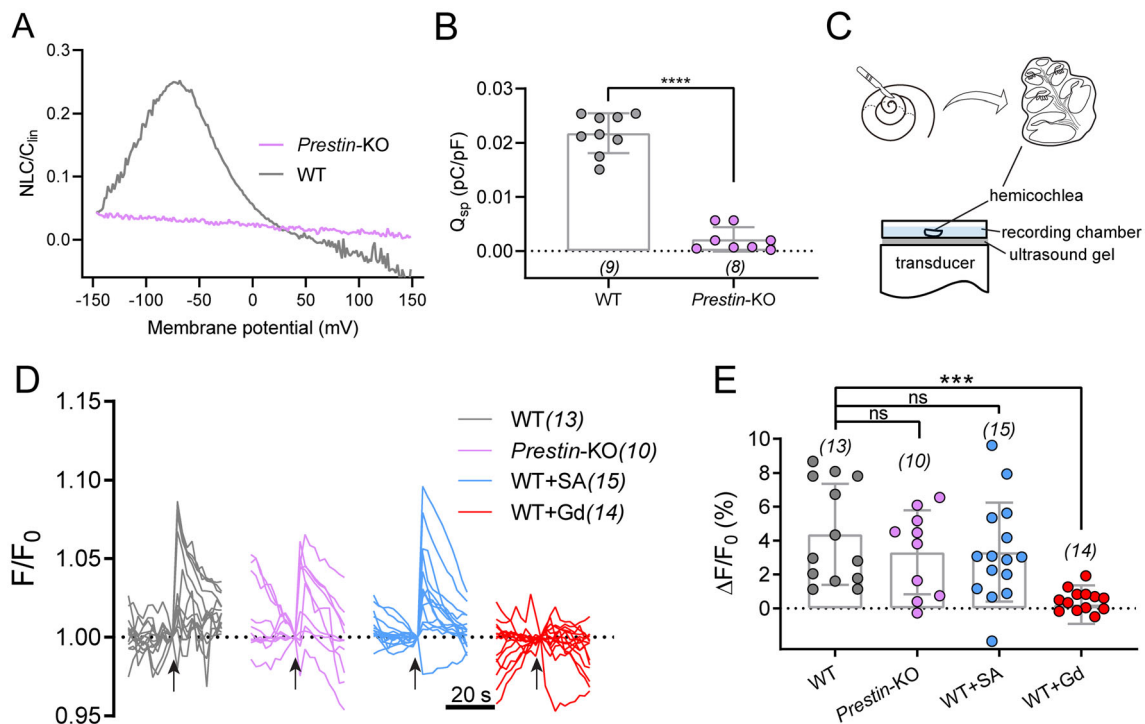 A
0.3
0.2
0.1
0.0
NLC/Clin
Prestin-KO
WT
-150 -100 -50 0 50 100 150
Membrane potential (mV)
B
0.03
0.02
0.01
0.00
Qsp (pC/pF)
****
(9) (8)
WT Prestin-KO
C
hemicochlea
recording chamber
ultrasound gel
transducer
D
1.15
1.10
1.05
1.00
0.95
F/F0
WT(13)
Prestin-KO(10)
WT+SA(15)
WT+Gd(14)
20 s
E
***
ns
ns
10
8
6
4
2
0
ΔF/F0 (%)
(13) (10) (15) (14)
WT Prestin-KO WT+SA WT+Gd